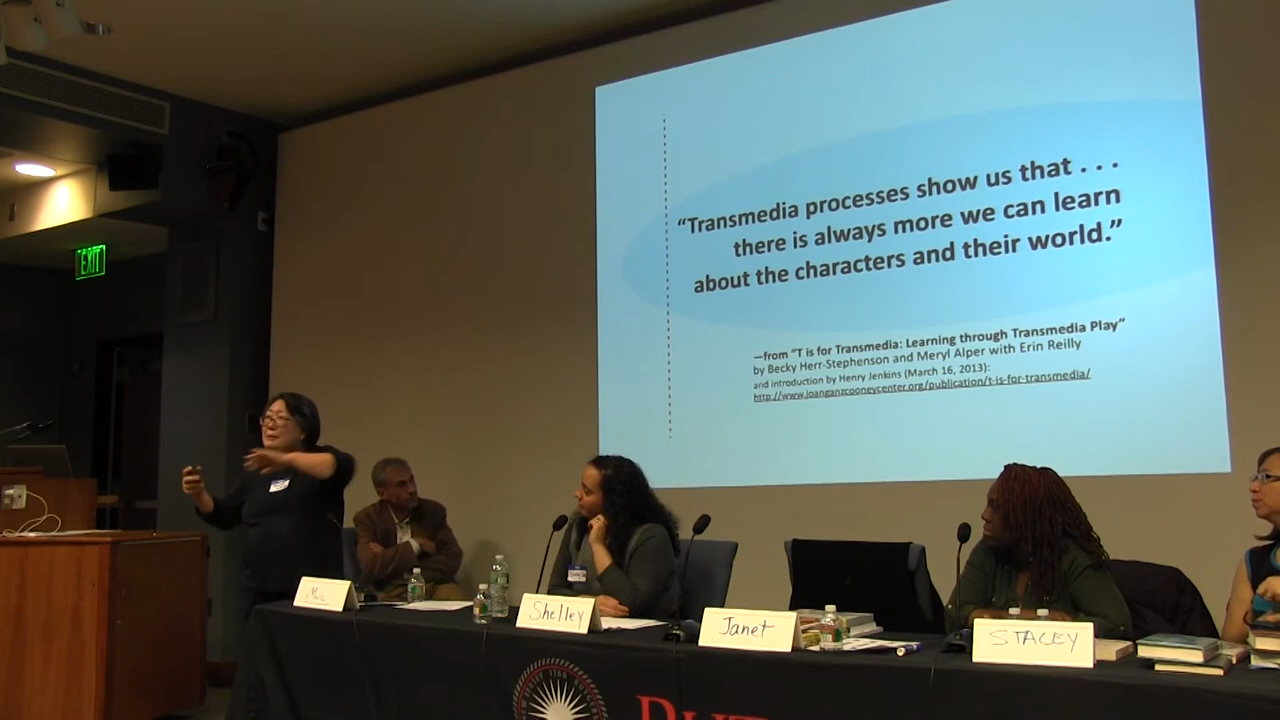 EXIT
“Transmedia processes show us that . . .
there is always more we can learn
about the characters and their world.”
—from “T is for Transmedia: Learning through Transmedia Play”
by Becky Herr-Stephenson and Meryl Alper with Erin Reilly
and introduction by Henry Jenkins (March 16, 2013):
http://www.joanganzcooneycenter.org/publication/t-is-for-transmedia/
Shelley
Janet
STACEY